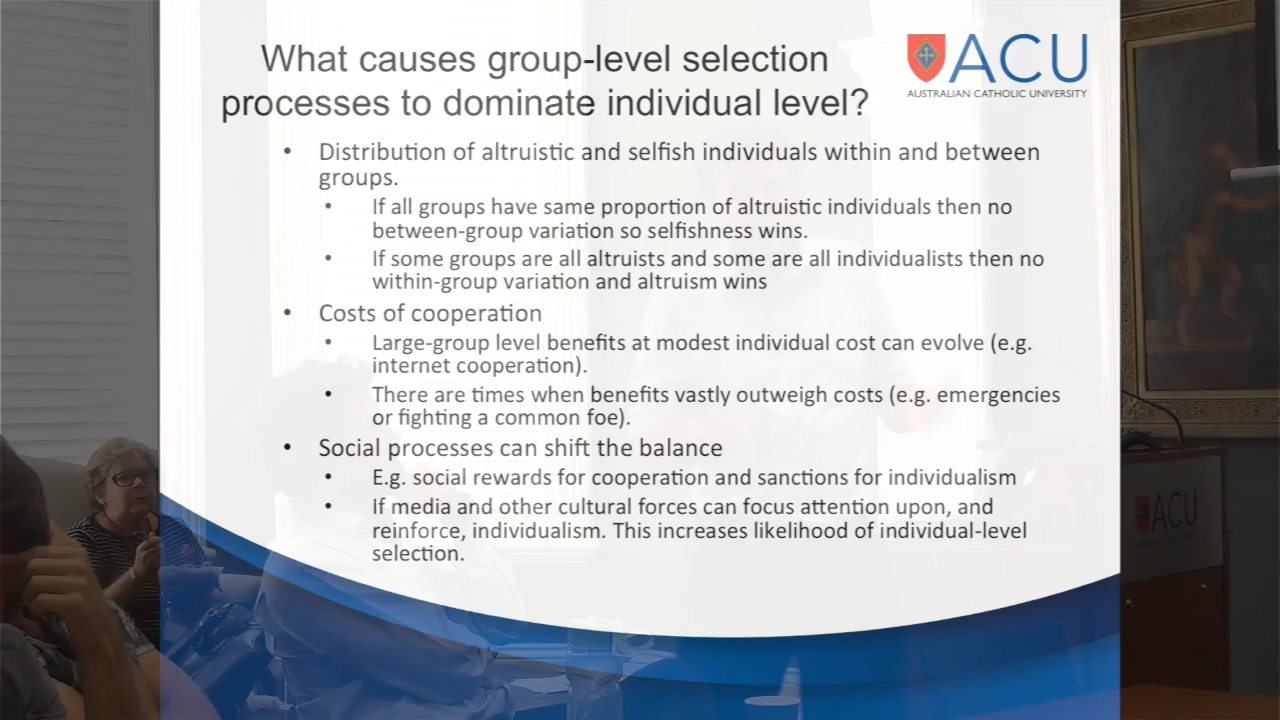 What causes group-level selection
processes to dominate individual level?
ACU
AUSTRALIAN CATHOLIC UNIVERSITY
• Distribution of altruistic and selfish individuals within and between
groups.
• If all groups have same proportion of altruistic individuals then no
between-group variation so selfishness wins.
• If some groups are all altruists and some are all individualists then no
within-group variation and altruism wins
• Costs of cooperation
• Large-group level benefits at modest individual cost can evolve (e.g.
internet cooperation).
• There are times when benefits vastly outweigh costs (e.g. emergencies
or fighting a common foe).
• Social processes can shift the balance
• E.g. social rewards for cooperation and sanctions for individualism
• If media and other cultural forces can focus attention upon, and
reinforce, individualism. This increases likelihood of individual-level
selection.
ACU